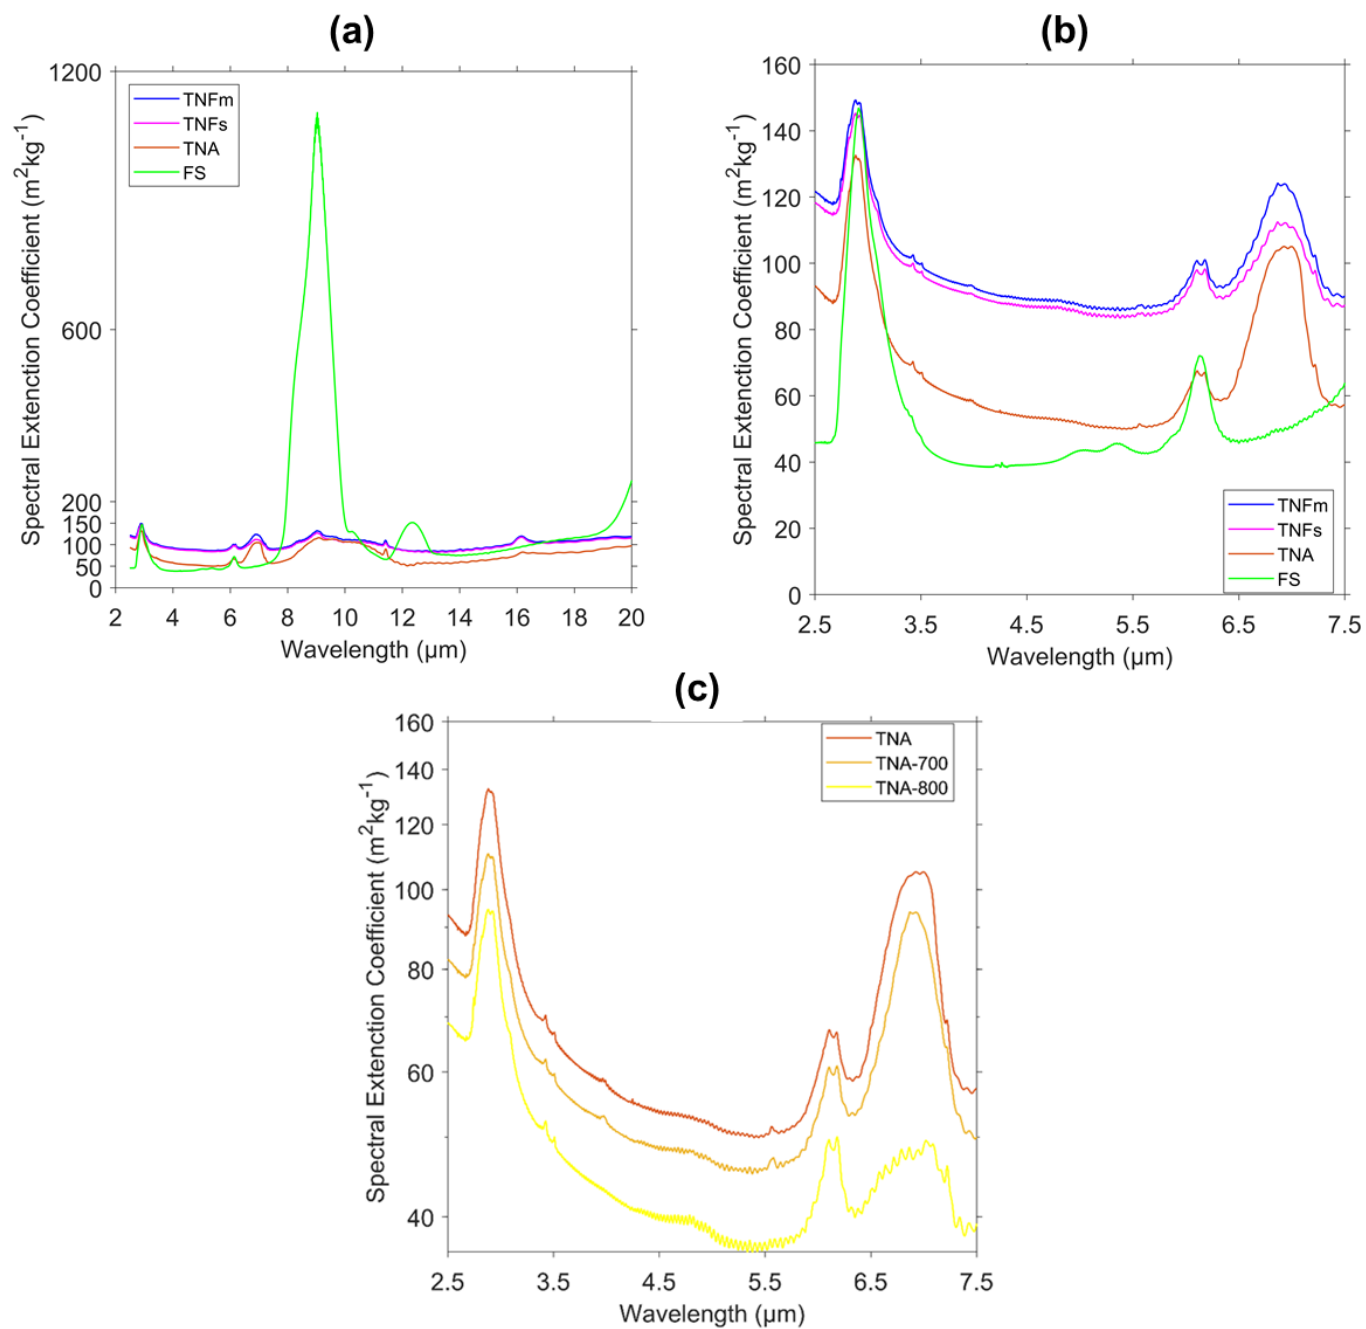 (a)
1200
600
200
150
100
50
0
2 4 6 8 10 12 14 16 18 20
Spectral Extenction Coefficient (m²kg⁻¹)
Wavelength (µm)
TNFm
TNFs
TNA
FS
(b)
160
140
120
100
80
60
40
20
0
2.5 3.5 4.5 5.5 6.5 7.5
Spectral Extenction Coefficient (m²kg⁻¹)
Wavelength (µm)
TNFm
TNFs
TNA
FS
(c)
160
140
120
100
80
60
40
2.5 3.5 4.5 5.5 6.5 7.5
Spectral Extenction Coefficient (m²kg⁻¹)
Wavelength (µm)
TNA
TNA-700
TNA-800